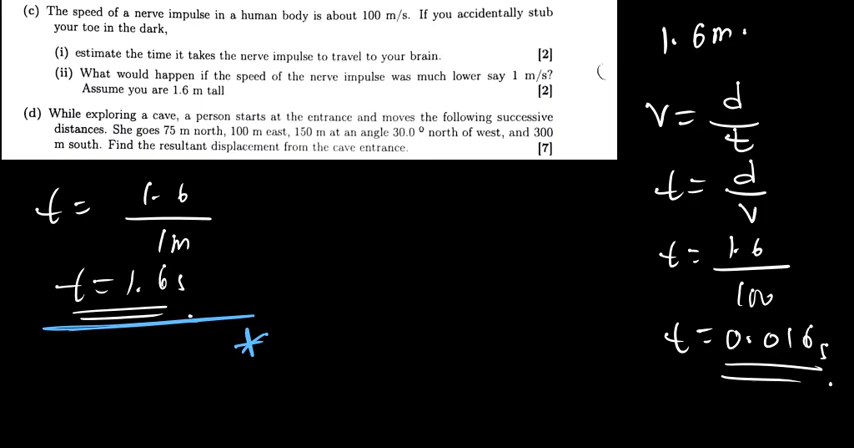 (c) The speed of a nerve impulse in a human body is about 100 m/s. If you accidentally stub
your toe in the dark,
(i) estimate the time it takes the nerve impulse to travel to your brain. [2]
(ii) What would happen if the speed of the nerve impulse was much lower say 1 m/s?
Assume you are 1.6 m tall [2]
(d) While exploring a cave, a person starts at the entrance and moves the following successive
distances. She goes 75 m north, 100 m east, 150 m at an angle 30.0 ° north of west, and 300
m south. Find the resultant displacement from the cave entrance. [7]
1.6m.
v = d/t
t = d/v
t = 1.6/100
t = 0.016s.
t = 1.6/1m
t = 1.6s.
*